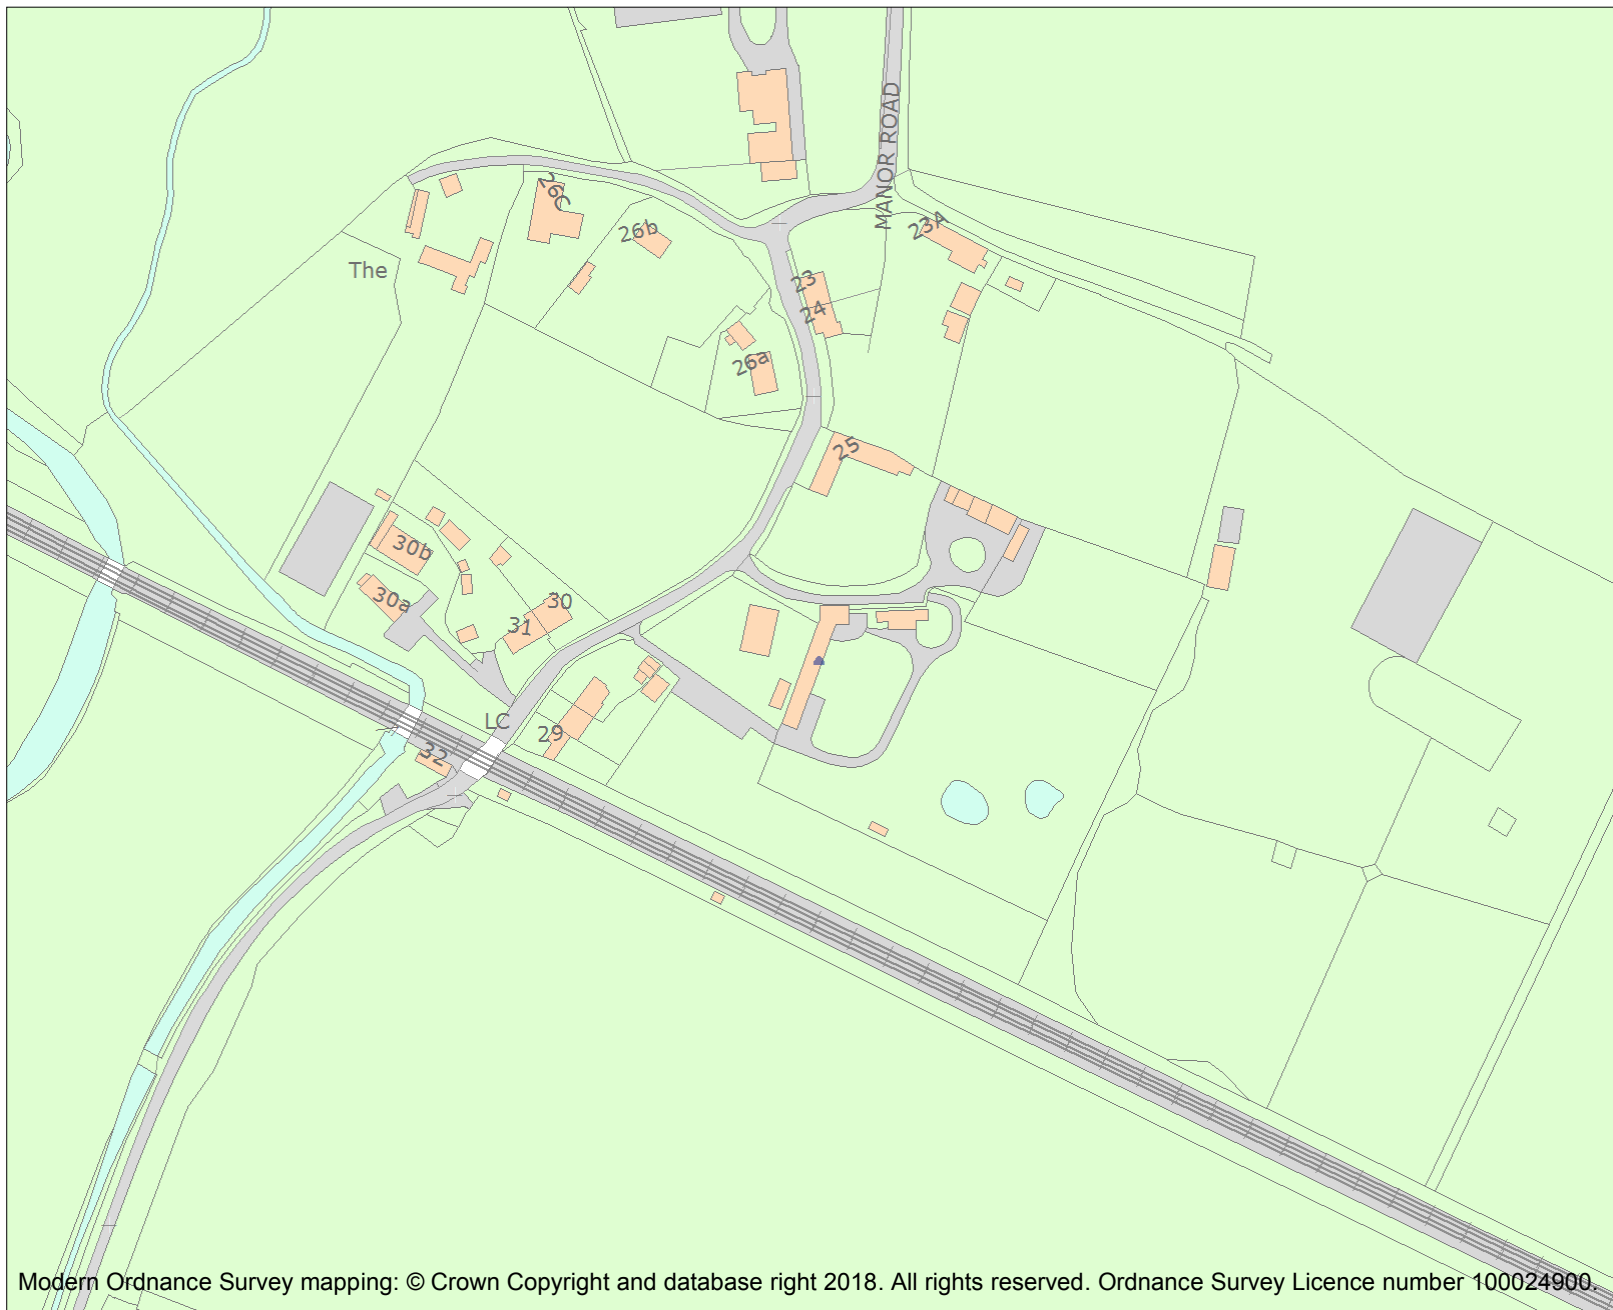 MANOR ROAD
26C
23A
26b
The
23
24
26a
25
30b
30a
30
31
LC
29
32
Modern Ordnance Survey mapping: © Crown Copyright and database right 2018. All rights reserved. Ordnance Survey Licence number 100024900.